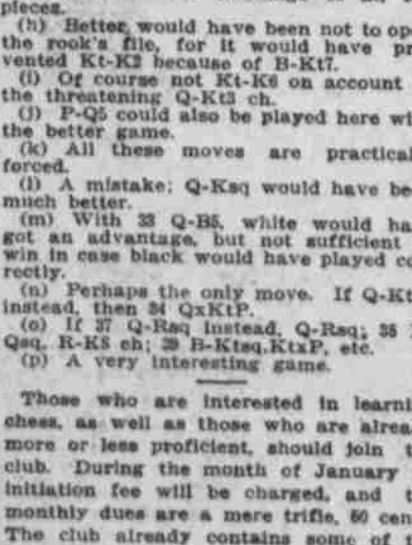 pieces.
(h) Better would have been not to ope
the rook's file, for it would have pr
vented Kt-K2 because of B-Kt7.
(i) Of course not Kt-K6 on account
the threatening Q-Kt3 ch.
(j) P-Q5 could also be played here wi
the better game.
(k) All these moves are practical
forced.
(l) A mistake; Q-Ksq would have be
much better.
(m) With 33 Q-B5, white would ha
got an advantage, but not sufficient
win in case black would have played co
rectly.
(n) Perhaps the only move. If Q-Kt
instead, then 34 QxKtP.
(o) If 37 Q-Rsq instead, Q-Rsq; 38
Qsq, R-K8 ch; 39 B-Ktsq,KtxP, etc.
(p) A very interesting game.
Those who are interested in learni
chess, as well as those who are alrea
more or less proficient, should join t
club. During the month of January
initiation fee will be charged, and t
monthly dues are a mere trifle, 50 cen
The club already contains some of